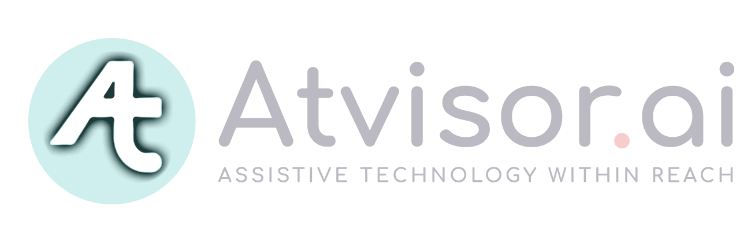 At
Atvisor.ai
ASSISTIVE TECHNOLOGY WITHIN REACH